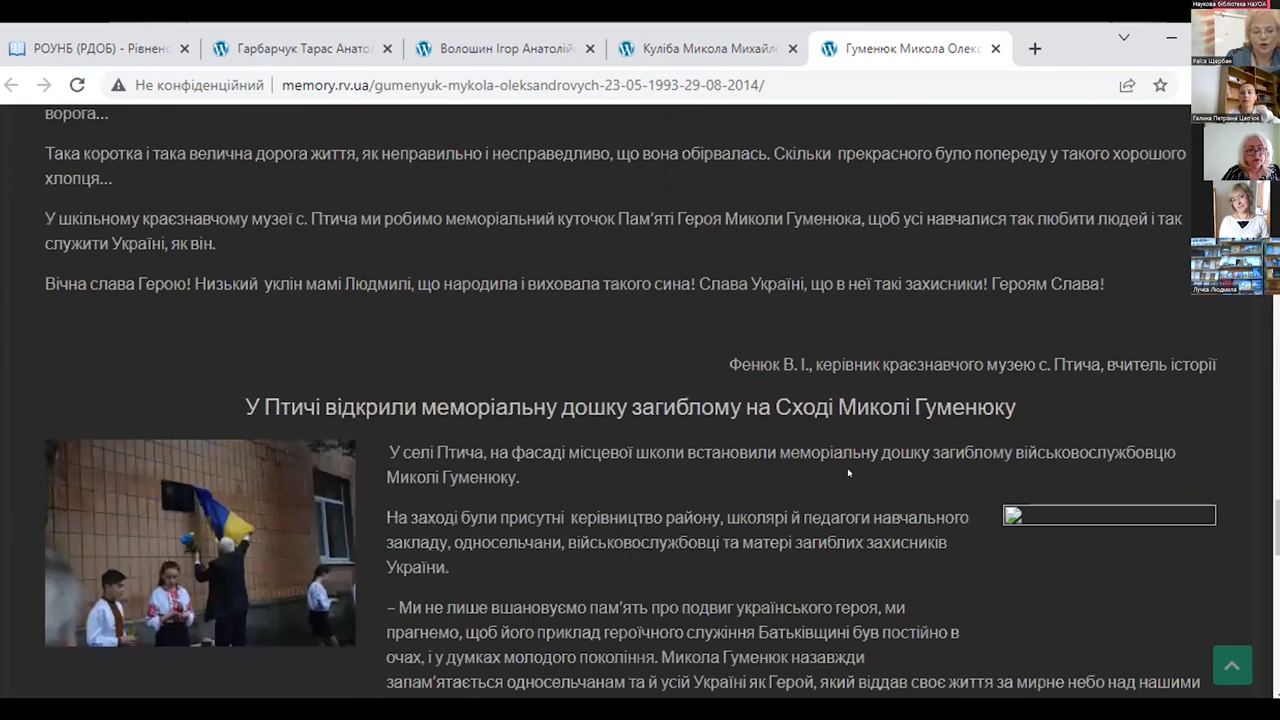 Наукова бібліотека НаУОА
РОУНБ (РДОБ) - Рівненс
Гарбарчук Тарас Анато
Волошин Ігор Анатолій
Куліба Микола Михайл
Гуменюк Микола Олекс
Раїса Щербан
Не конфіденційний
memory.rv.ua/gumenyuk-mykola-oleksandrovych-23-05-1993-29-08-2014/
ворога…
Галина Петрівна Цеп'юк
Така коротка і така велична дорога життя, як неправильно і несправедливо, що вона обірвалась. Скільки прекрасного було попереду у такого хорошого
хлопця…
У шкільному краєзнавчому музеї с. Птича ми робимо меморіальний куточок Пам’яті Героя Миколи Гуменюка, щоб усі навчалися так любити людей і так
служити Україні, як він.
Вічна слава Герою! Низький уклін мамі Людмилі, що народила і виховала такого сина! Слава Україні, що в неї такі захисники! Героям Слава!
Лучка Людмила
Фенюк В. І., керівник краєзнавчого музею с. Птича, вчитель історії
У Птичі відкрили меморіальну дошку загиблому на Сході Миколі Гуменюку
У селі Птича, на фасаді місцевої школи встановили меморіальну дошку загиблому військовослужбовцю
Миколі Гуменюку.
На заході були присутні керівництво району, школярі й педагоги навчального
закладу, односельчани, військовослужбовці та матері загиблих захисників
України.
– Ми не лише вшановуємо пам’ять про подвиг українського героя, ми
прагнемо, щоб його приклад героїчного служіння Батьківщині був постійно в
очах, і у думках молодого покоління. Микола Гуменюк назавжди
запам’ятається односельчанам та й усій Україні як Герой, який віддав своє життя за мирне небо над нашими